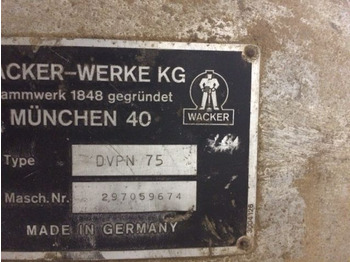 ACKER-WERKE KG
ammwerk 1848 gegründet
MÜNCHEN 40
WACKER
Type DVPN 75
Masch. Nr. 297059674
MADE IN GERMANY